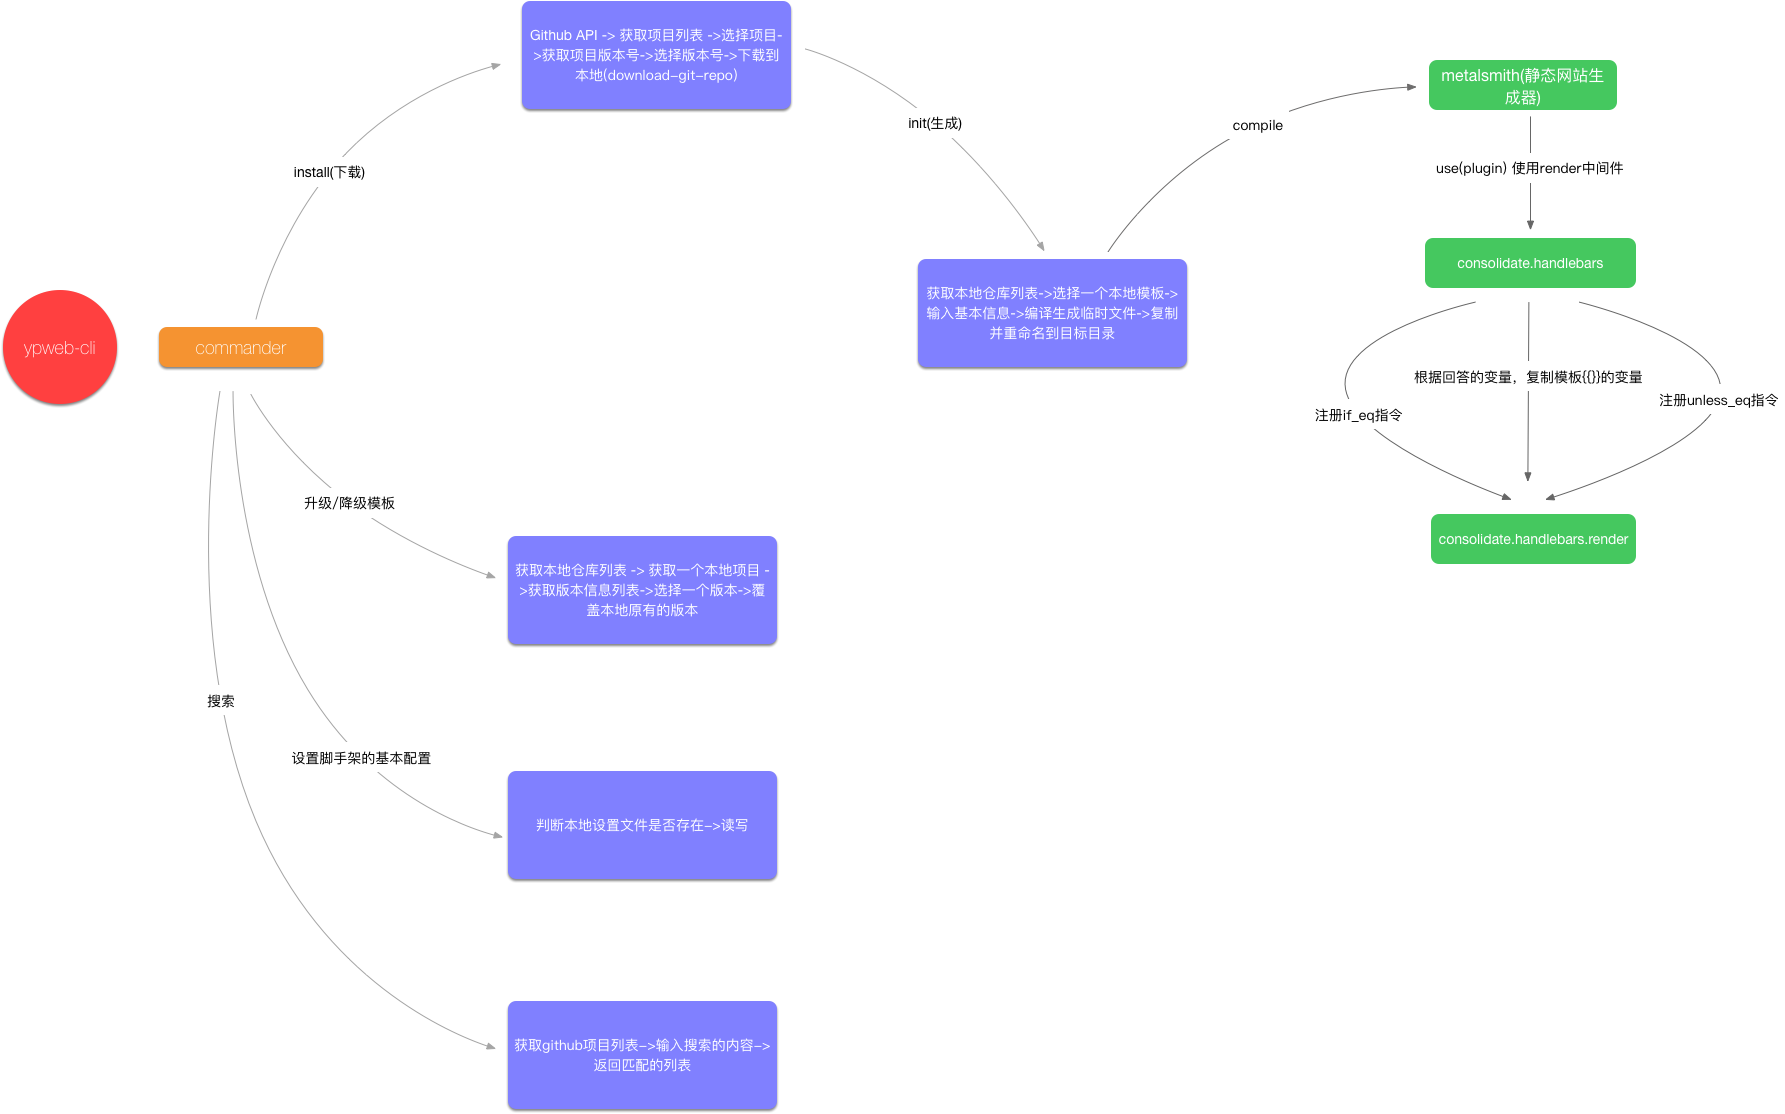 Github API -> 获取项目列表 ->选择项目-
>获取项目版本号->选择版本号->下载到
本地(download-git-repo)
init(生成)
install(下载)
metalsmith(静态网站生
成器)
compile
use(plugin) 使用render中间件
consolidate.handlebars
获取本地仓库列表->选择一个本地模板->
输入基本信息->编译生成临时文件->复制
并重命名到目标目录
ypweb-cli
commander
根据回答的变量，复制模板{{}}的变量
注册if_eq指令
注册unless_eq指令
consolidate.handlebars.render
升级/降级模板
获取本地仓库列表 -> 获取一个本地项目 -
>获取版本信息列表->选择一个版本->覆
盖本地原有的版本
搜索
设置脚手架的基本配置
判断本地设置文件是否存在->读写
获取github项目列表->输入搜索的内容->
返回匹配的列表